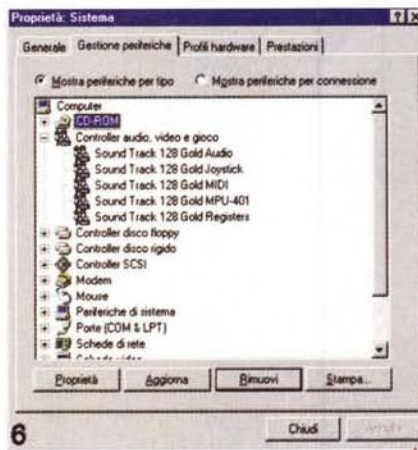 Proprietà: Sistema
Generale Gestione periferiche Profili hardware Prestazioni
Mostra periferiche per tipo Mostra periferiche per connessione
Computer
CD-ROM
Controller audio, video e gioco
Sound Track 128 Gold Audio
Sound Track 128 Gold Joystick
Sound Track 128 Gold MIDI
Sound Track 128 Gold MPU-401
Sound Track 128 Gold Registers
Controller disco floppy
Controller disco rigido
Controller SCSI
Modem
Mouse
Periferiche di sistema
Porte (COM & LPT)
Schede di rete
Schede video
Proprietà Aggiorna Rimuovi Stampa...
Chiudi Annulla
6